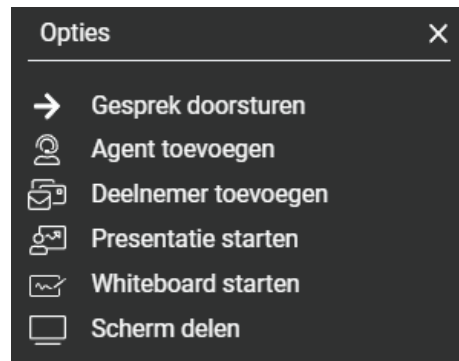 Opties
Gesprek doorsturen
Agent toevoegen
Deelnemer toevoegen
Presentatie starten
Whiteboard starten
Scherm delen